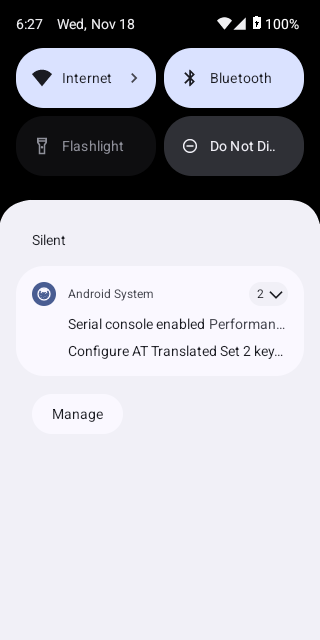 6:27 Wed, Nov 18 100%
Internet Bluetooth
Flashlight Do Not Di..
Silent
Android System 2
Serial console enabled Performan...
Configure AT Translated Set 2 key...
Manage